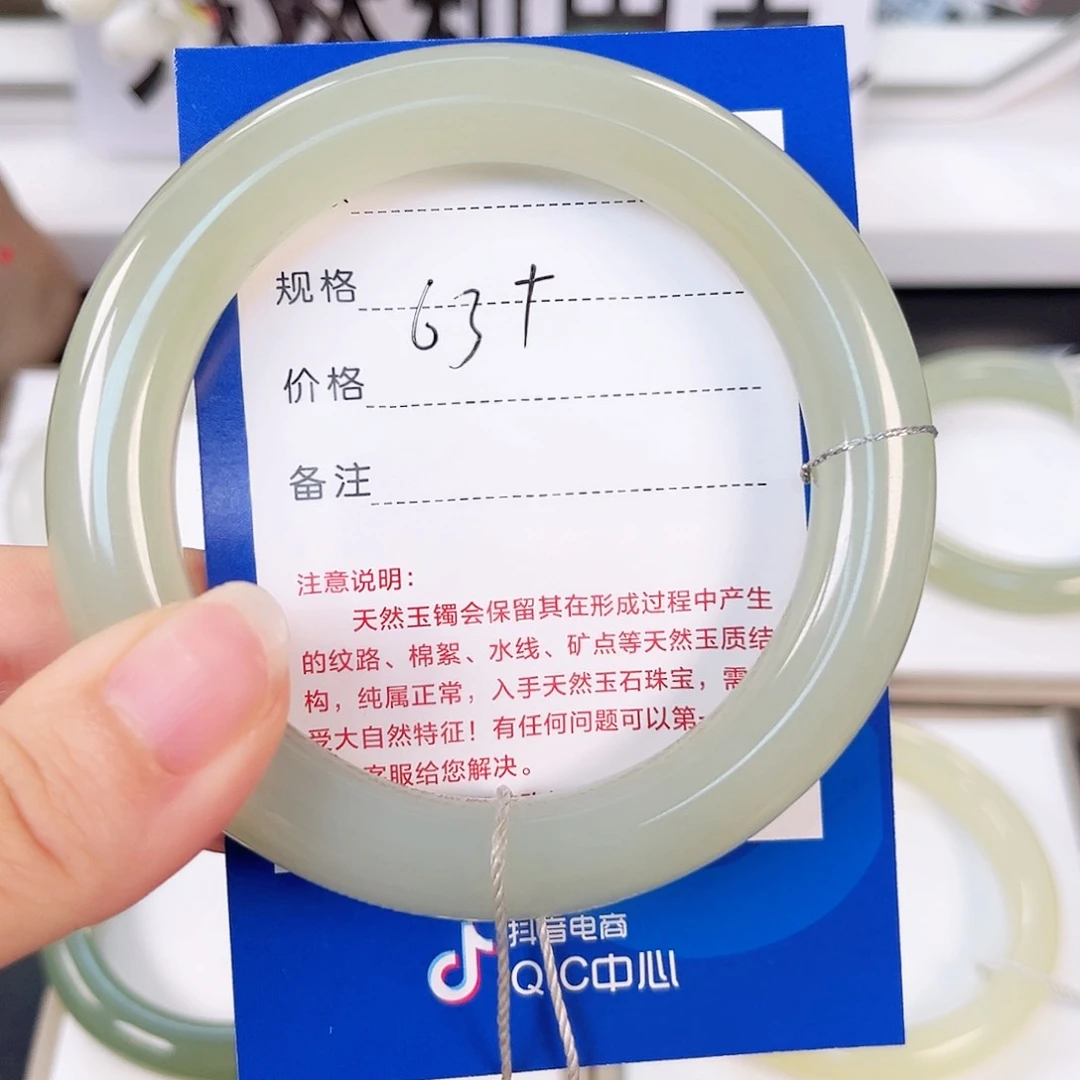 规格 63+
价格
备注
注意说明：
天然玉镯会保留其在形成过程中产生
的纹路、棉絮、水线、矿点等天然玉质结
构，纯属正常，入手天然玉石珠宝，需
受大自然特征！有任何问题可以第一
客服给您解决。
抖音电商
QIC中心